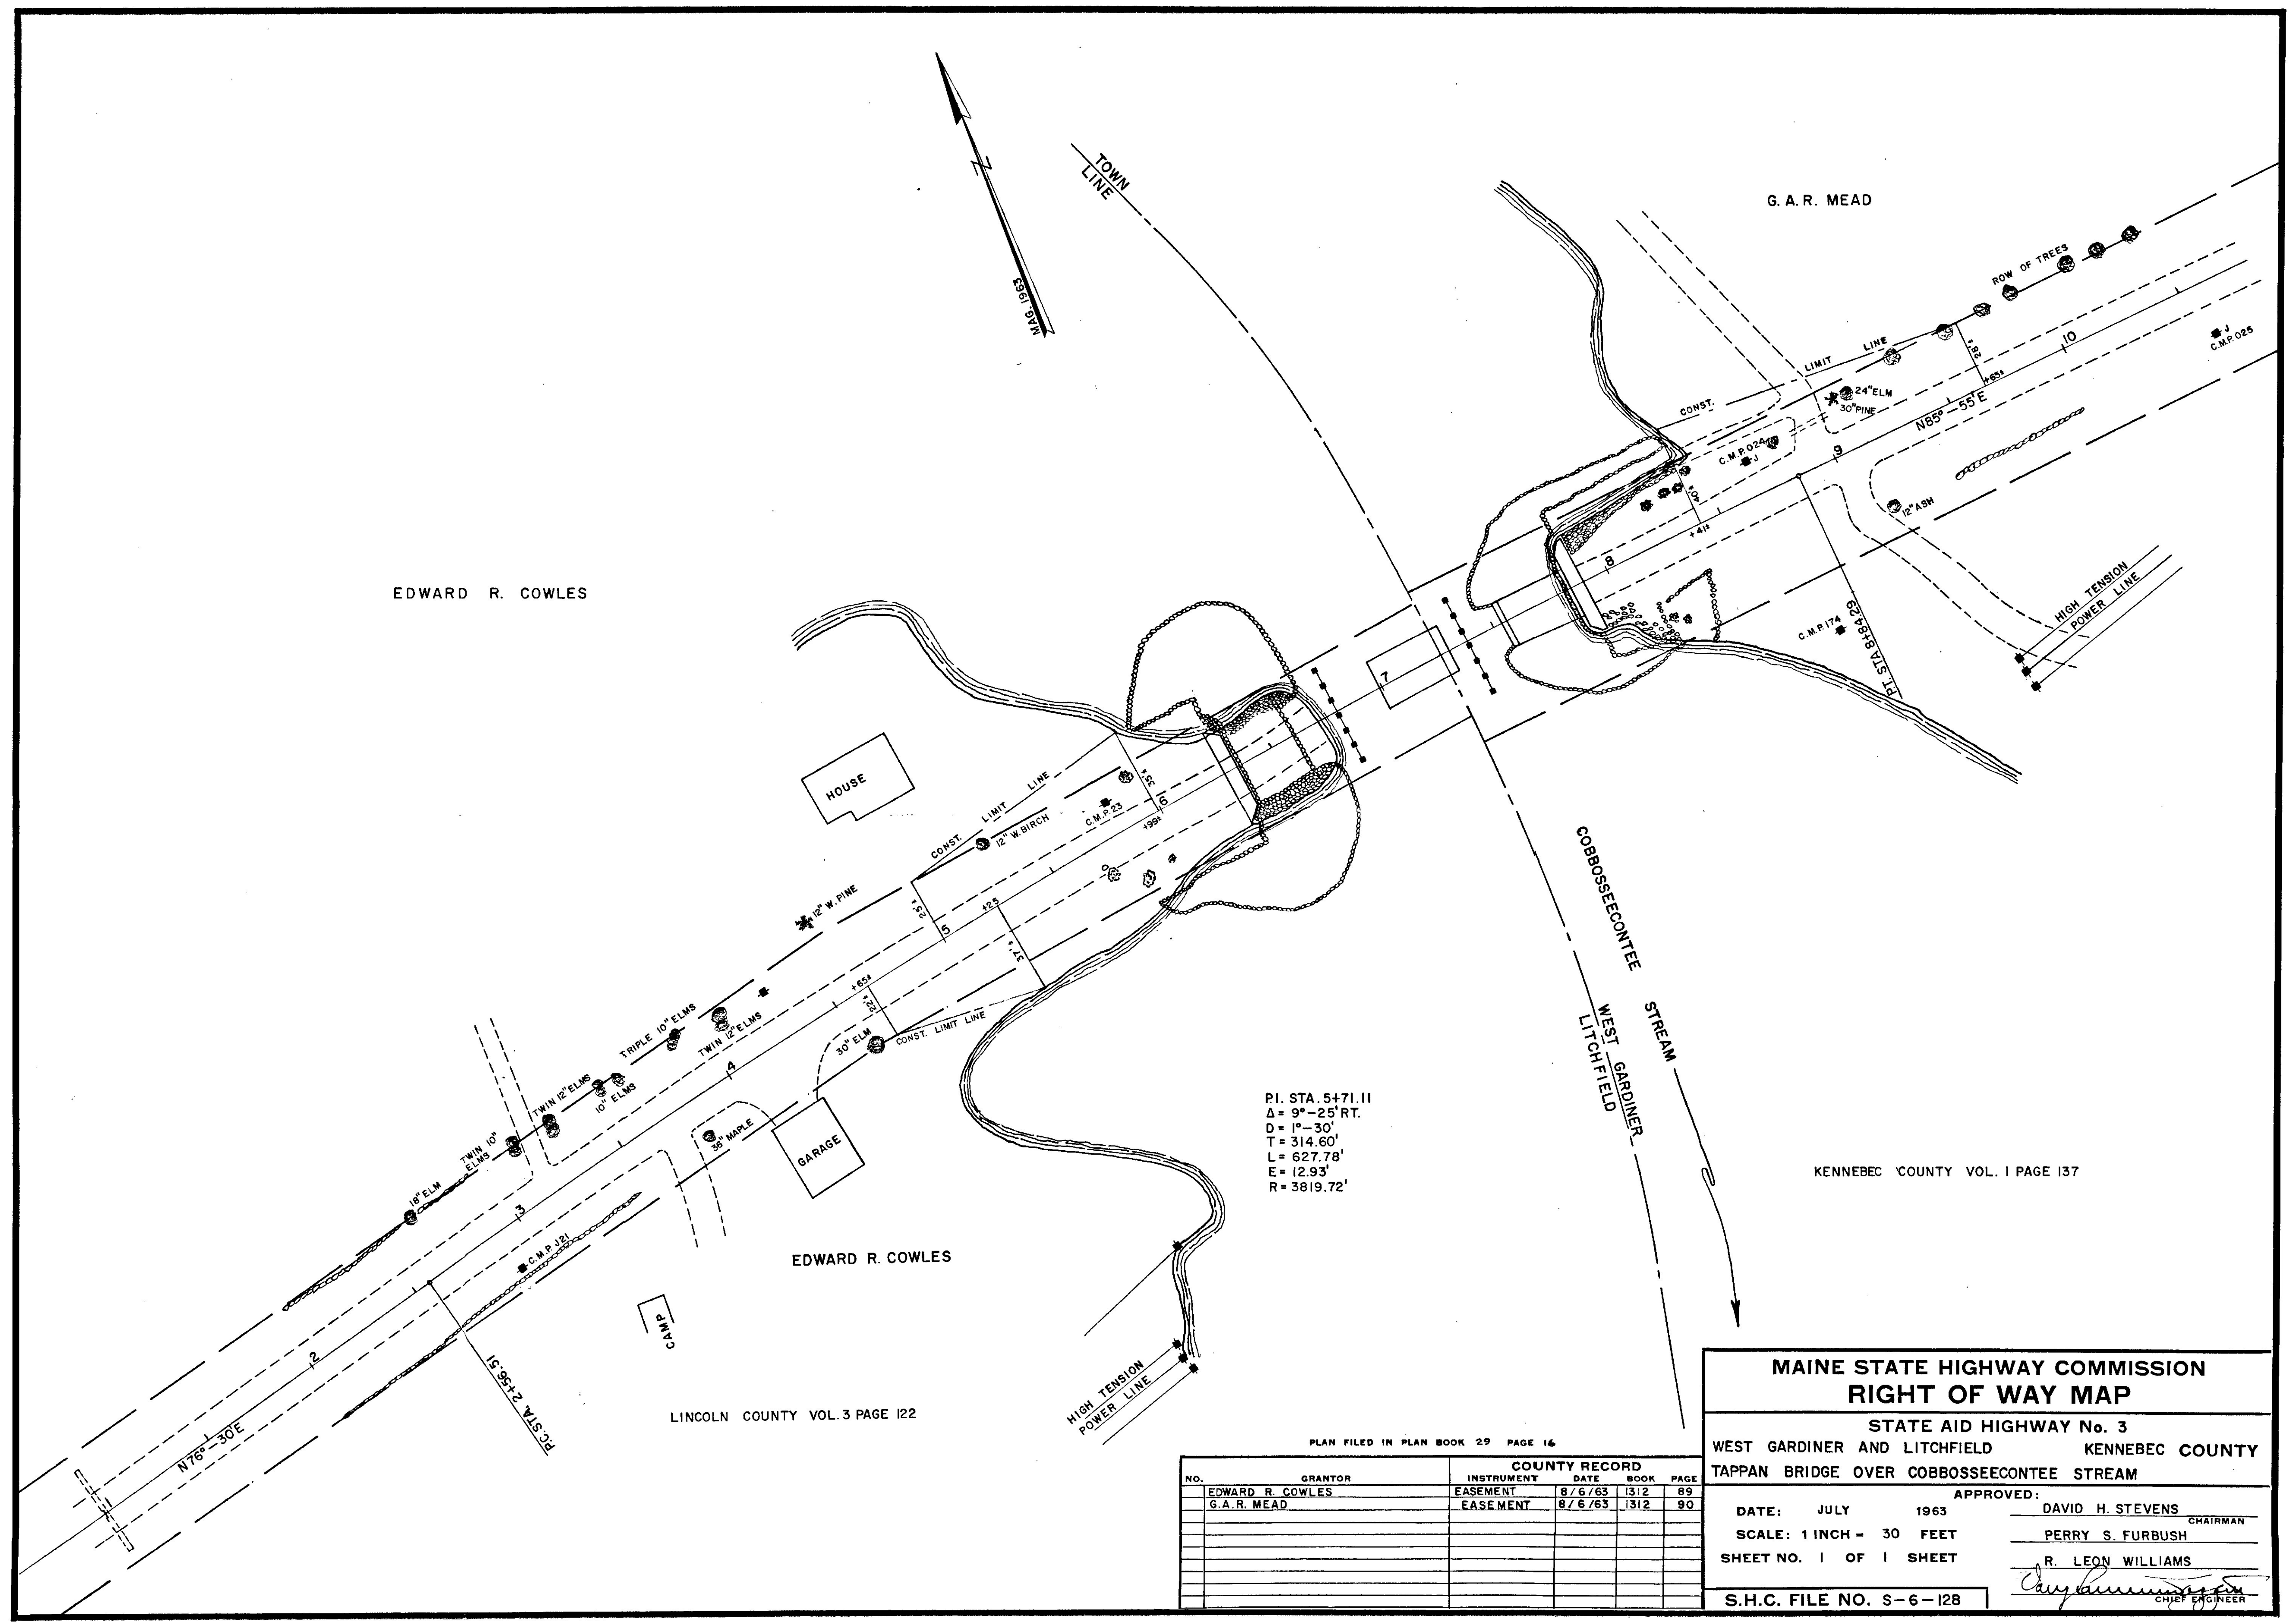 TOWN
LINE
MAG. 1963
G. A. R. MEAD
ROW OF TREES
CONST. LIMIT LINE
28'±
+65±
10
J
C.M.P. 025
24" ELM
30" PINE
N85°-55'E
C.M.P. 024
J
9
40'±
+41±
8
12" ASH
HIGH TENSION
POWER LINE
C.M.P. 174
P.T. STA 8+84.29
EDWARD R. COWLES
7
HOUSE
CONST. LIMIT LINE
35'±
12" W. BIRCH
C.M.P. 23
6
+99±
12" W. PINE
25'±
5
+25
37'±
+65±
22'±
30" ELM
CONST. LIMIT LINE
TRIPLE 10" ELMS
TWIN 12" ELMS
4
TWIN 12" ELMS
10" ELMS
36" MAPLE
GARAGE
TWIN 10"
ELMS
18" ELM
3
C.M.P. J21
EDWARD R. COWLES
CAMP
2
P.C. STA. 2+56.51
N76°-30'E
LINCOLN COUNTY VOL. 3 PAGE 122
HIGH TENSION
POWER LINE
COBBOSSEECONTEE STREAM
WEST GARDINER
LITCHFIELD
P.I. STA. 5+71.11
Δ = 9°-25' RT.
D = 1°-30'
T = 314.60'
L = 627.78'
E = 12.93'
R = 3819.72'
KENNEBEC COUNTY VOL. 1 PAGE 137
PLAN FILED IN PLAN BOOK 29 PAGE 16
COUNTY RECORD
NO. GRANTOR INSTRUMENT DATE BOOK PAGE
EDWARD R. COWLES EASEMENT 8/6/63 1312 89
G.A.R. MEAD EASEMENT 8/6/63 1312 90
MAINE STATE HIGHWAY COMMISSION
RIGHT OF WAY MAP
STATE AID HIGHWAY No. 3
WEST GARDINER AND LITCHFIELD KENNEBEC COUNTY
TAPPAN BRIDGE OVER COBBOSSEECONTEE STREAM
APPROVED:
DATE: JULY 1963
DAVID H. STEVENS
CHAIRMAN
SCALE: 1 INCH = 30 FEET
PERRY S. FURBUSH
SHEET NO. 1 OF 1 SHEET
R. LEON WILLIAMS
CHIEF ENGINEER
S.H.C. FILE NO. S-6-128